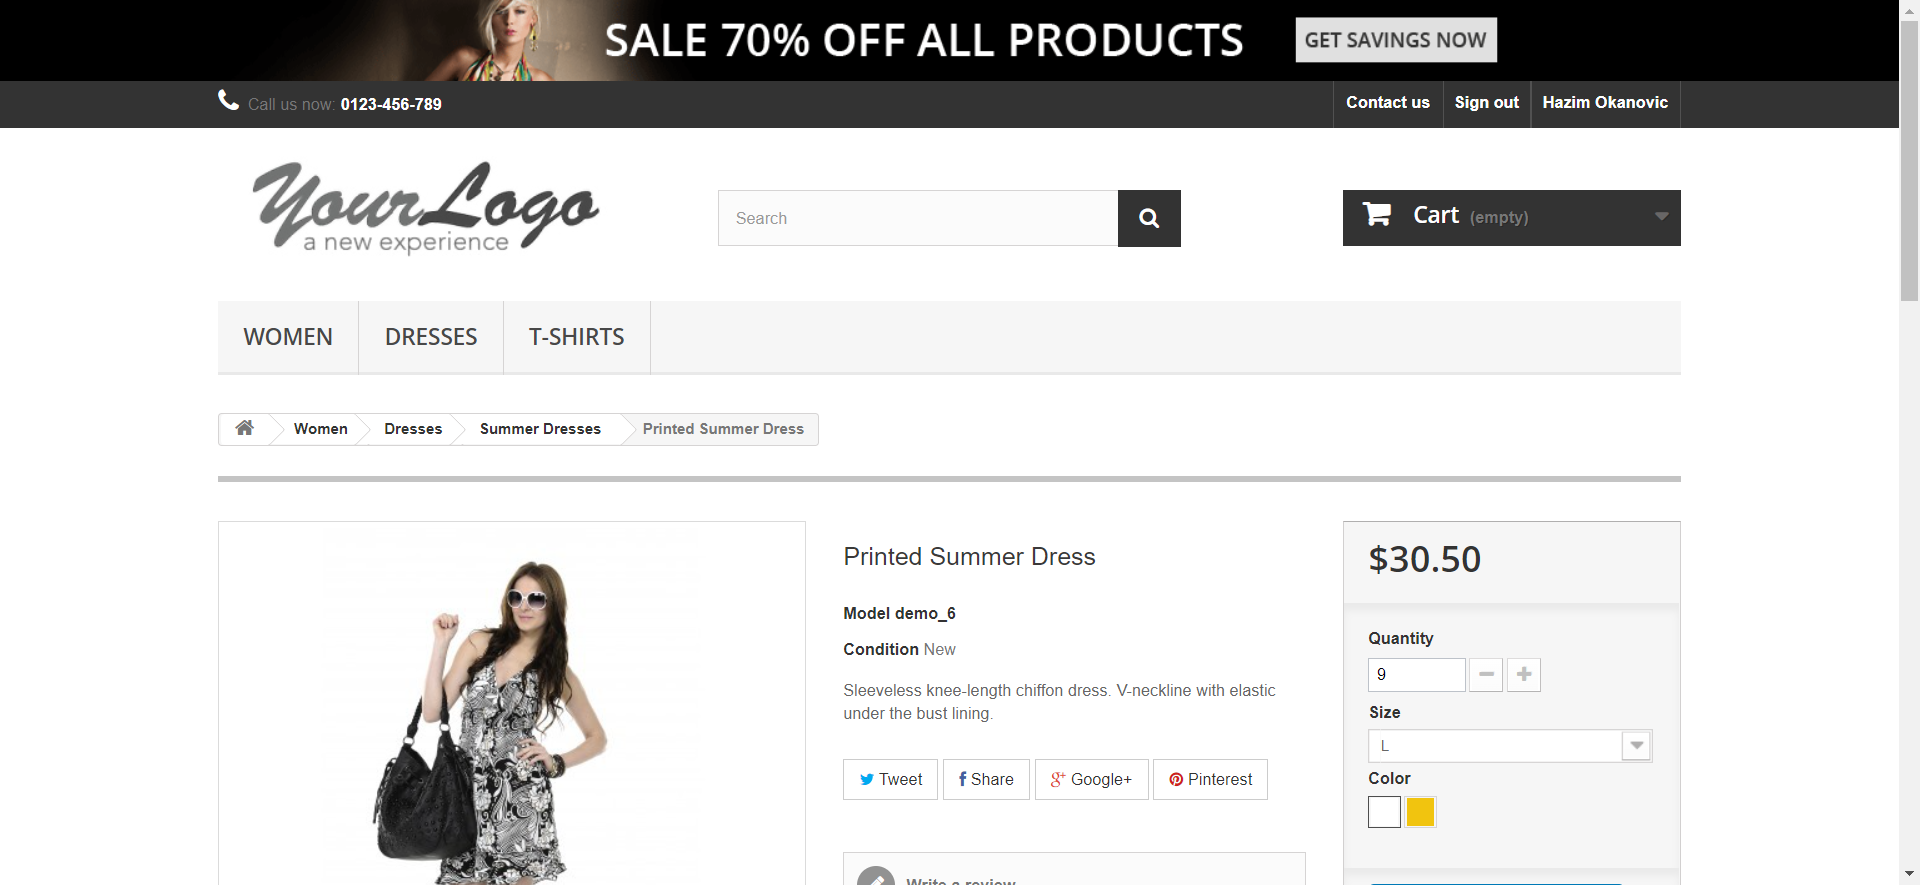 SALE 70% OFF ALL PRODUCTS GET SAVINGS NOW
Call us now: 0123-456-789 Contact us Sign out Hazim Okanovic
YourLogo
a new experience
Search
Cart (empty)
WOMEN DRESSES T-SHIRTS
Women Dresses Summer Dresses Printed Summer Dress
Printed Summer Dress
Model demo_6
Condition New
Sleeveless knee-length chiffon dress. V-neckline with elastic
under the bust lining.
Tweet Share Google+ Pinterest
Write a review
$30.50
Quantity
9
Size
L
Color